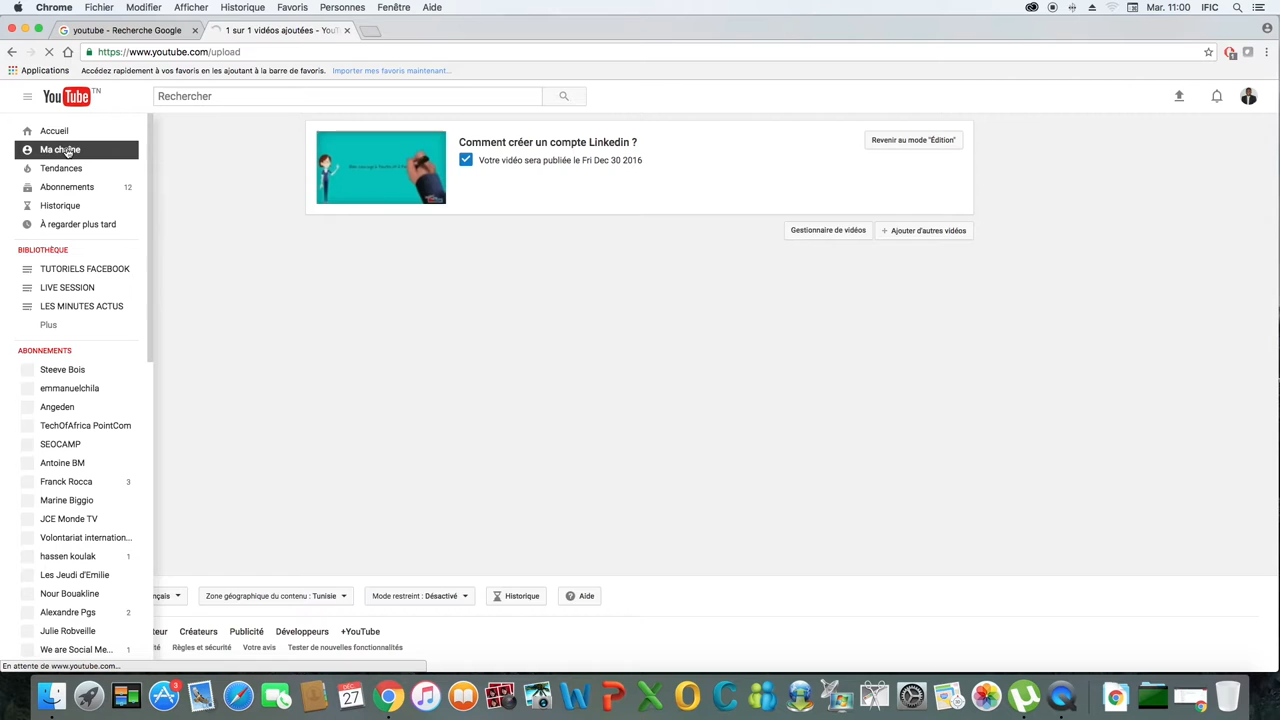 Chrome Fichier Modifier Afficher Historique Favoris Personnes Fenêtre Aide Mar. 11:00 IFIC
youtube - Recherche Google 1 sur 1 vidéos ajoutées - You
https://www.youtube.com/upload
Applications Accédez rapidement à vos favoris en les ajoutant à la barre de favoris. Importer mes favoris maintenant...
YouTube TN Rechercher
Accueil
Ma chaîne
Tendances
Abonnements 12
Historique
À regarder plus tard
BIBLIOTHÈQUE
TUTORIELS FACEBOOK
LIVE SESSION
LES MINUTES ACTUS
Plus
ABONNEMENTS
Steeve Bois
emmanuelchila
Angeden
TechOfAfrica PointCom
SEOCAMP
Antoine BM
Franck Rocca 3
Marine Biggio
JCE Monde TV
Volontariat internation...
hassen koulak 1
Les Jeudi d'Emilie
Nour Bouakline
Alexandre Pgs 2
Julie Robveille
We are Social Me... 1
Comment créer un compte Linkedin ?
Votre vidéo sera publiée le Fri Dec 30 2016
Revenir au mode "Édition"
Gestionnaire de vidéos + Ajouter d'autres vidéos
nçais Zone géographique du contenu : Tunisie Mode restreint : Désactivé Historique Aide
teur Créateurs Publicité Développeurs +YouTube
té Règles et sécurité Votre avis Tester de nouvelles fonctionnalités
En attente de www.youtube.com...
3 DÉC 27